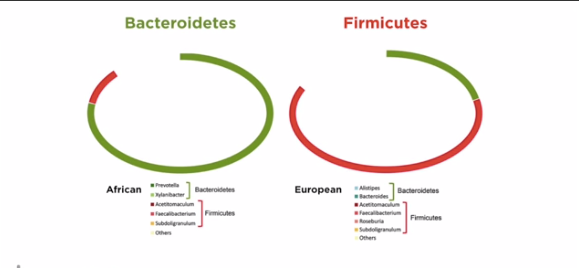 Bacteroidetes
Firmicutes
African
Prevotella
Xylanibacter
Bacteroidetes
Acetitomaculum
Faecalibacterium
Subdoligranulum
Firmicutes
Others
European
Alistipes
Bacteroides
Bacteroidetes
Acetitomaculum
Faecalibacterium
Roseburia
Subdoligranulum
Firmicutes
Others